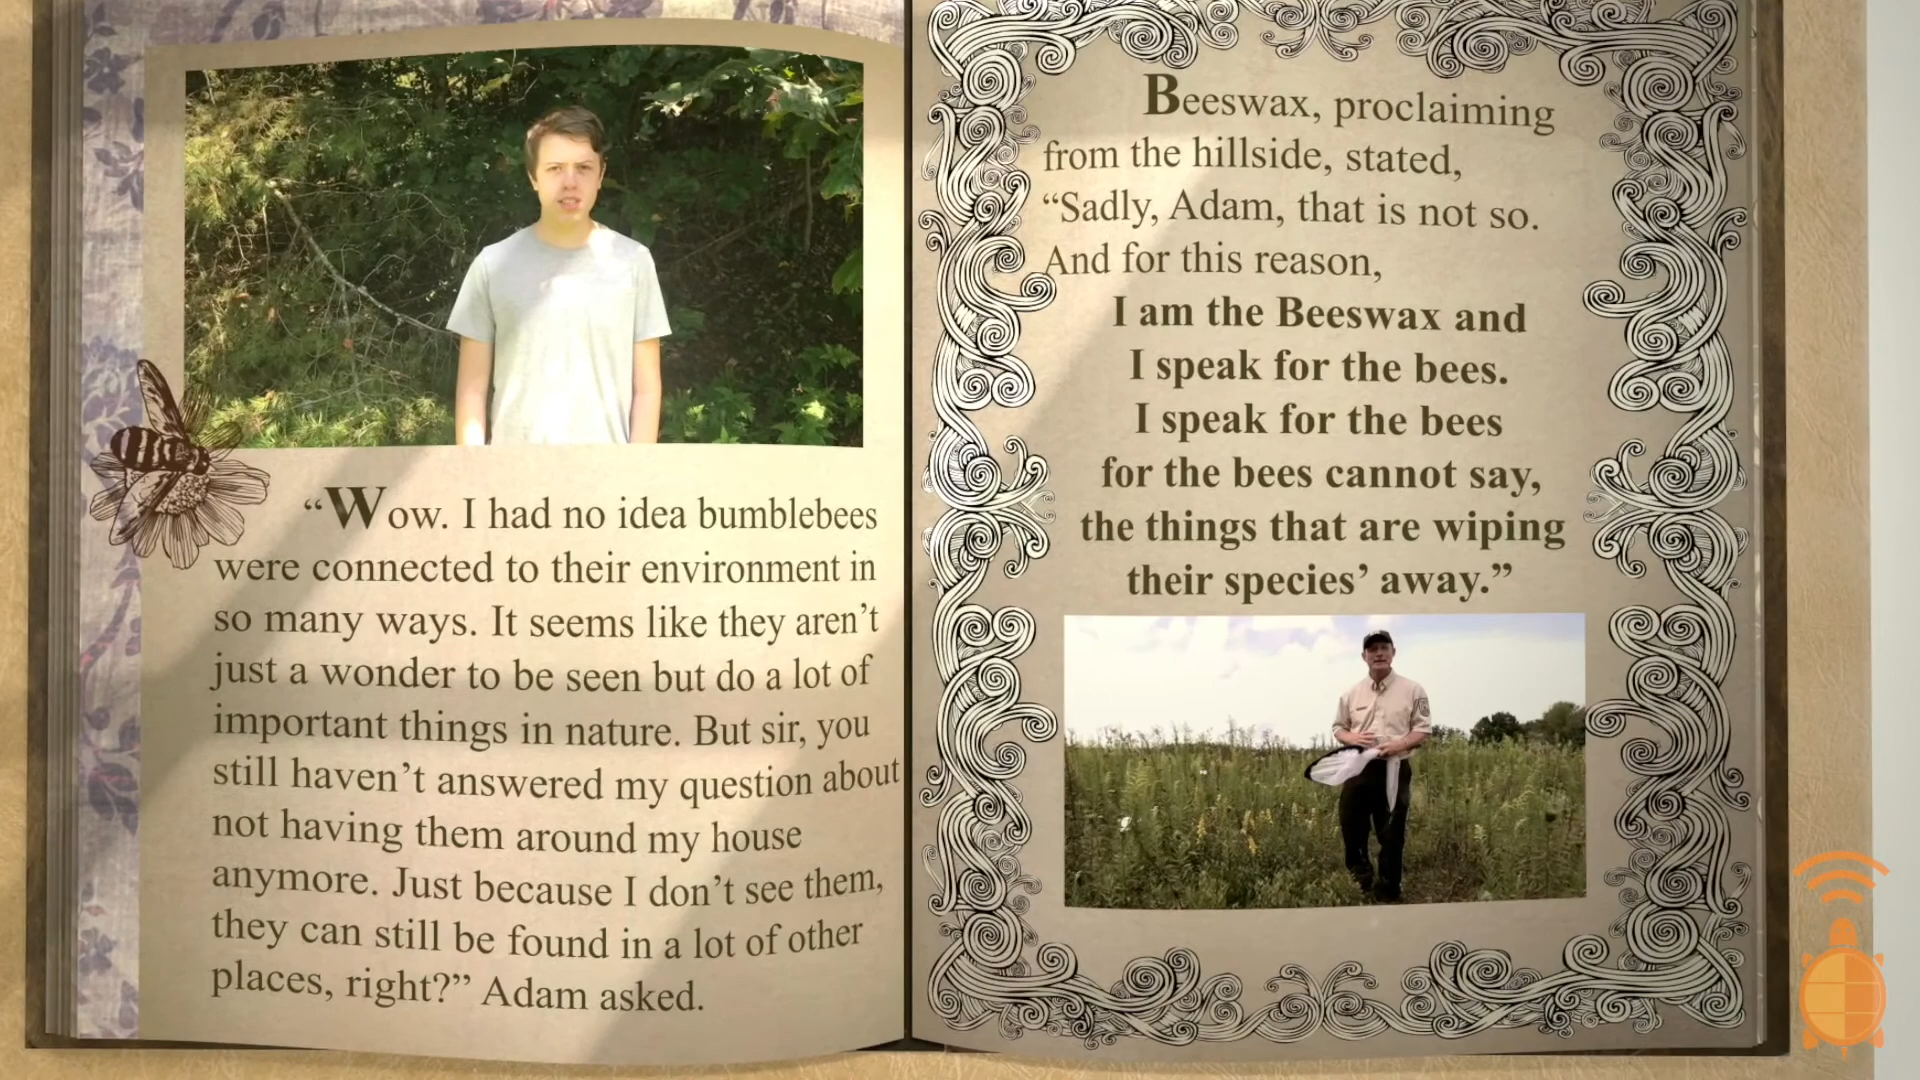 “Wow. I had no idea bumblebees
were connected to their environment in
so many ways. It seems like they aren’t
just a wonder to be seen but do a lot of
important things in nature. But sir, you
still haven’t answered my question about
not having them around my house
anymore. Just because I don’t see them,
they can still be found in a lot of other
places, right?” Adam asked.
Beeswax, proclaiming
from the hillside, stated,
“Sadly, Adam, that is not so.
And for this reason,
I am the Beeswax and
I speak for the bees.
I speak for the bees
for the bees cannot say,
the things that are wiping
their species’ away.”